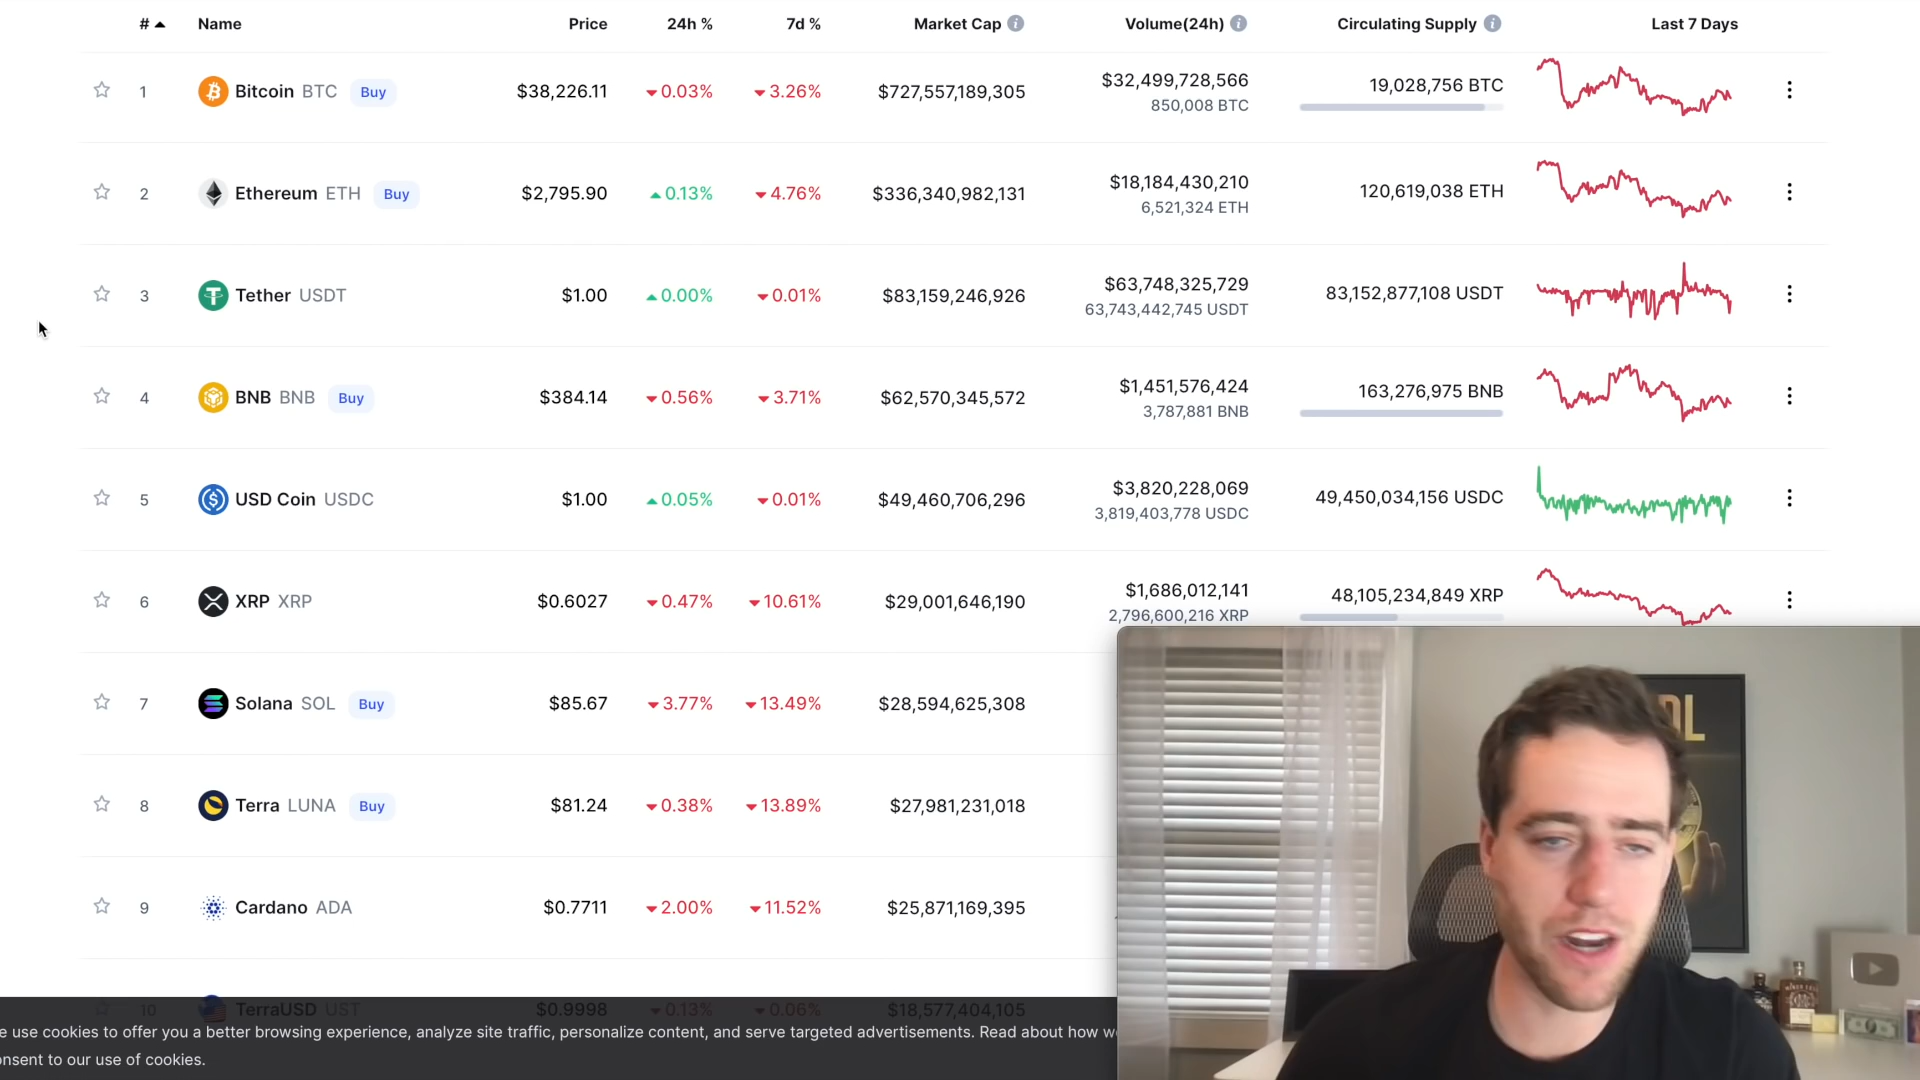 # Name Price 24h % 7d % Market Cap Volume(24h) Circulating Supply Last 7 Days
1 Bitcoin BTC Buy $38,226.11 0.03% 3.26% $727,557,189,305 $32,499,728,566 19,028,756 BTC
850,008 BTC
2 Ethereum ETH Buy $2,795.90 0.13% 4.76% $336,340,982,131 $18,184,430,210 120,619,038 ETH
6,521,324 ETH
3 Tether USDT $1.00 0.00% 0.01% $83,159,246,926 $63,748,325,729 83,152,877,108 USDT
63,743,442,745 USDT
4 BNB BNB Buy $384.14 0.56% 3.71% $62,570,345,572 $1,451,576,424 163,276,975 BNB
3,787,881 BNB
5 USD Coin USDC $1.00 0.05% 0.01% $49,460,706,296 $3,820,228,069 49,450,034,156 USDC
3,819,403,778 USDC
6 XRP XRP $0.6027 0.47% 10.61% $29,001,646,190 $1,686,012,141 48,105,234,849 XRP
2,796,600,216 XRP
7 Solana SOL Buy $85.67 3.77% 13.49% $28,594,625,308
8 Terra LUNA Buy $81.24 0.38% 13.89% $27,981,231,018
9 Cardano ADA $0.7711 2.00% 11.52% $25,871,169,395
10 TerraUSD UST $0.9998 0.13% 0.06% $18,577,404,105
e use cookies to offer you a better browsing experience, analyze site traffic, personalize content, and serve targeted advertisements. Read about how w
onsent to our use of cookies.
DL